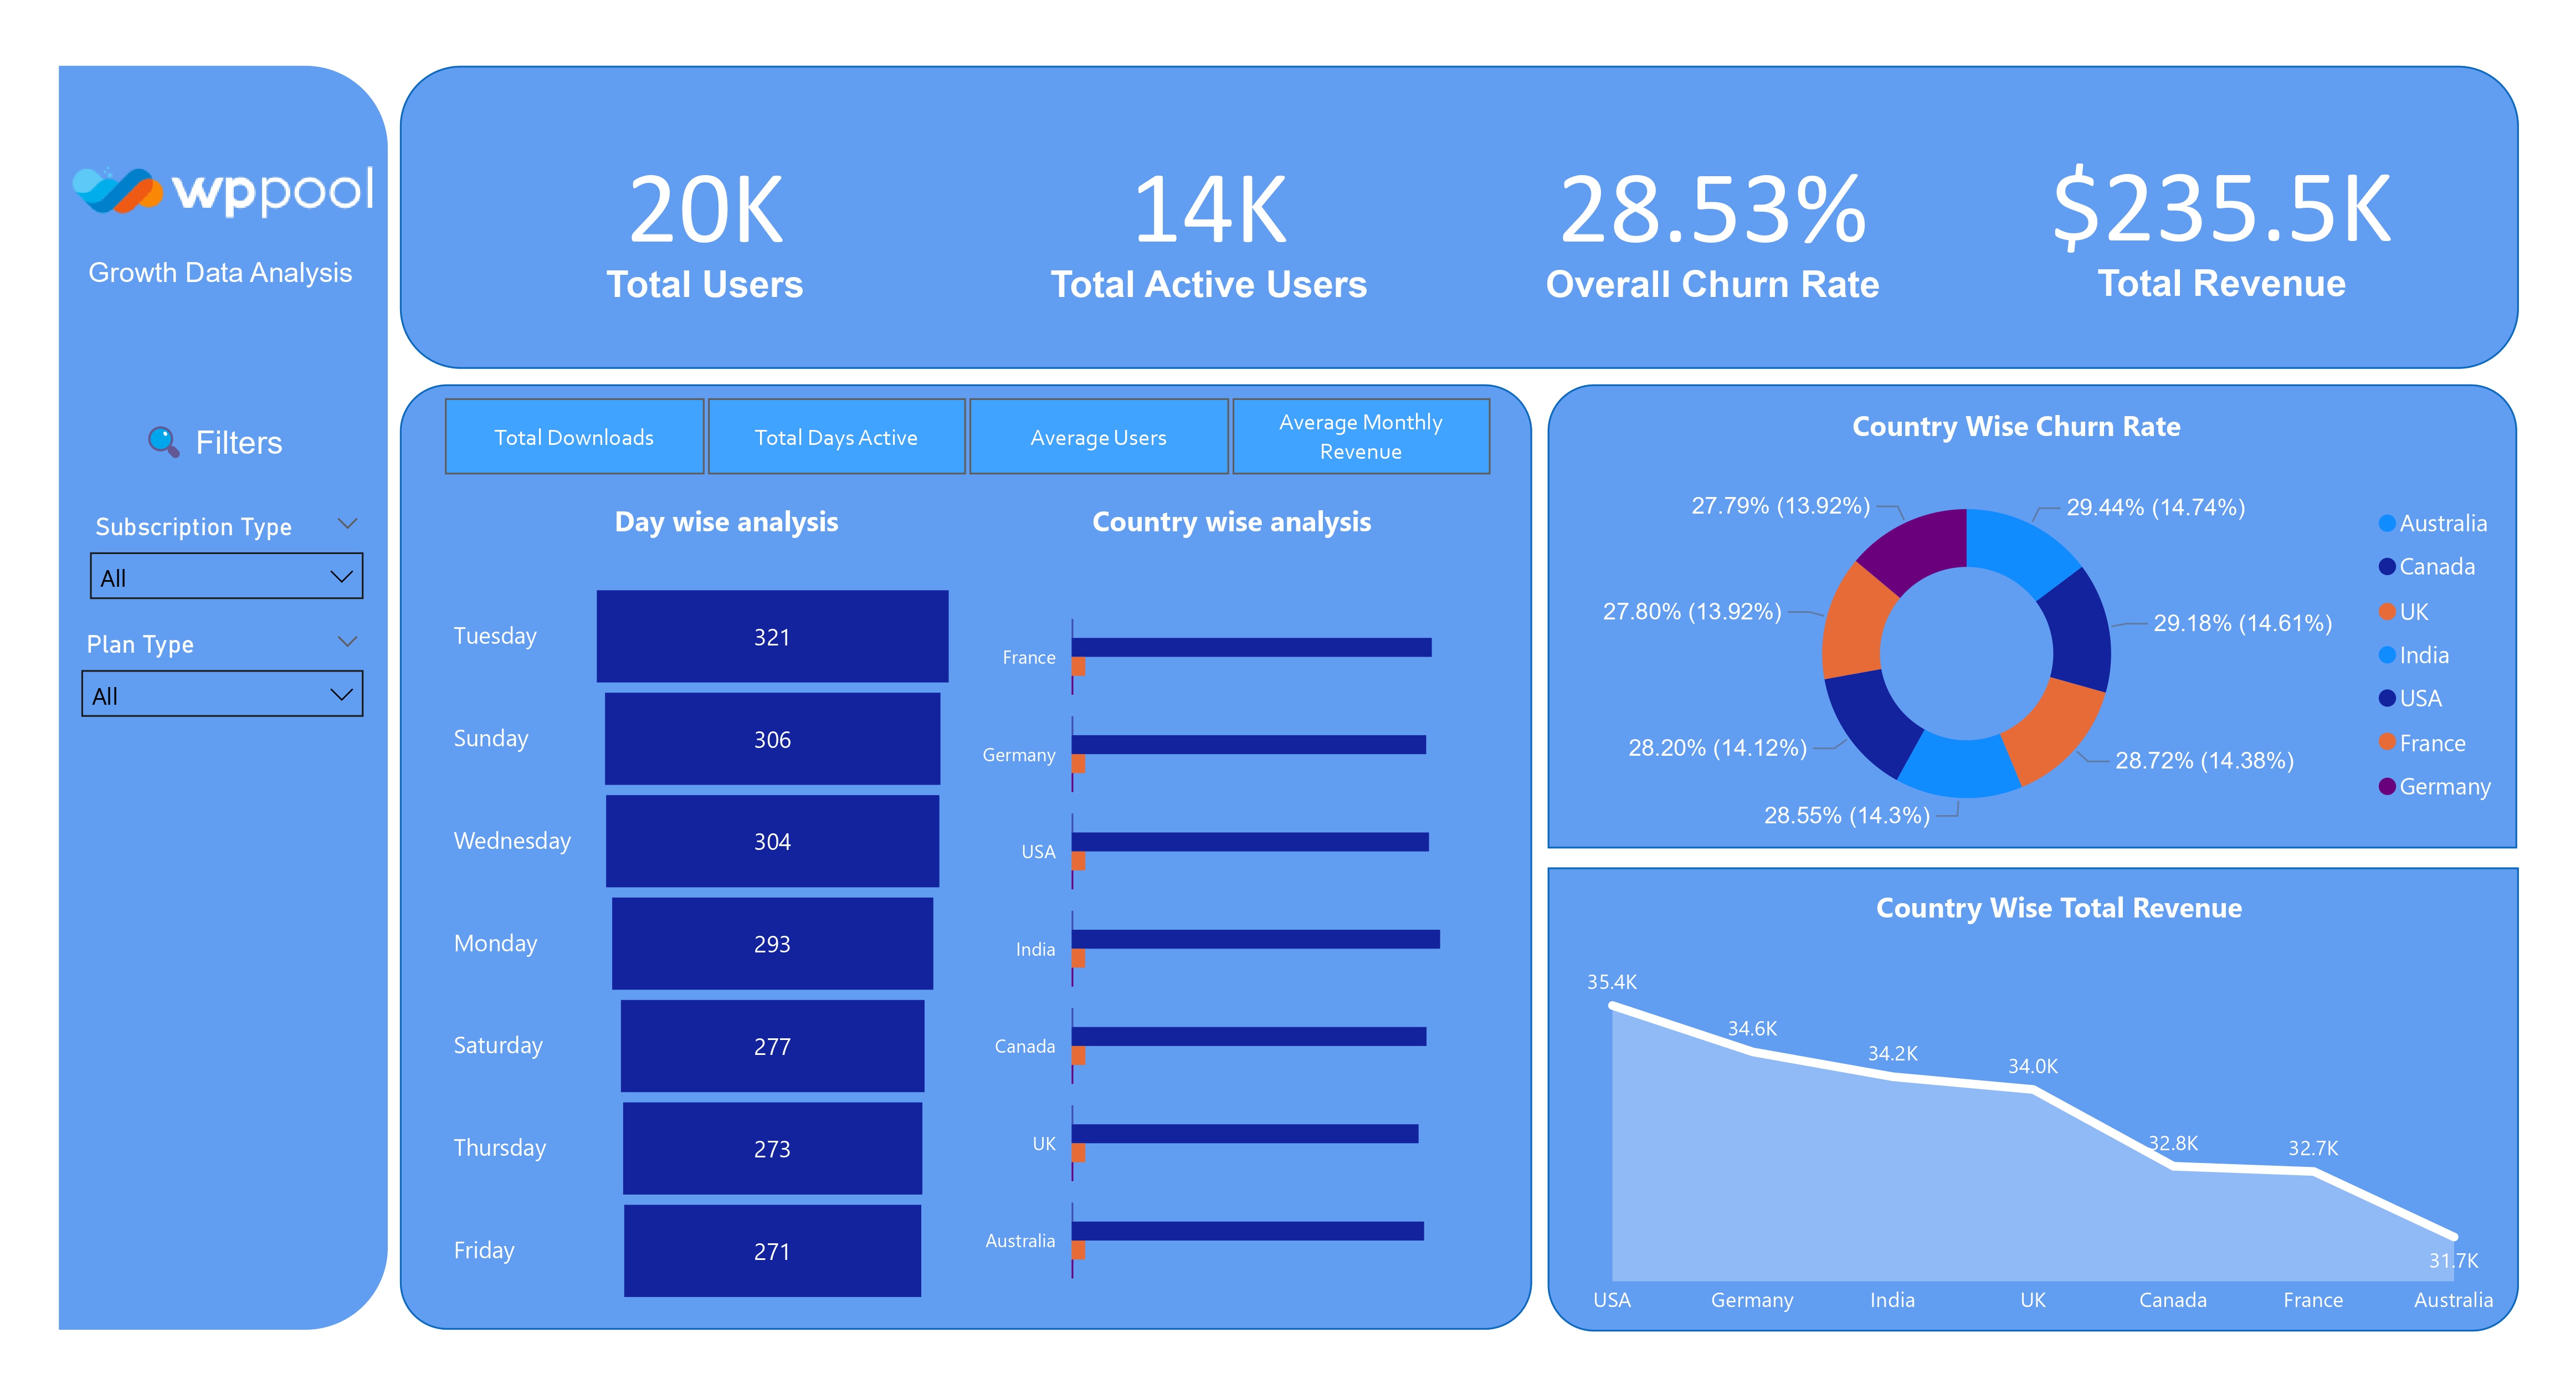 wppool
Growth Data Analysis
Filters
Subscription Type
All
Plan Type
All
20K
Total Users
14K
Total Active Users
28.53%
Overall Churn Rate
$235.5K
Total Revenue
Total Downloads
Total Days Active
Average Users
Average Monthly
Revenue
Day wise analysis
Tuesday 321
Sunday 306
Wednesday 304
Monday 293
Saturday 277
Thursday 273
Friday 271
Country wise analysis
France
Germany
USA
India
Canada
UK
Australia
Country Wise Churn Rate
27.79% (13.92%)
29.44% (14.74%)
27.80% (13.92%)
29.18% (14.61%)
28.20% (14.12%)
28.72% (14.38%)
28.55% (14.3%)
Australia
Canada
UK
India
USA
France
Germany
Country Wise Total Revenue
35.4K
34.6K
34.2K
34.0K
32.8K
32.7K
31.7K
USA Germany India UK Canada France Australia